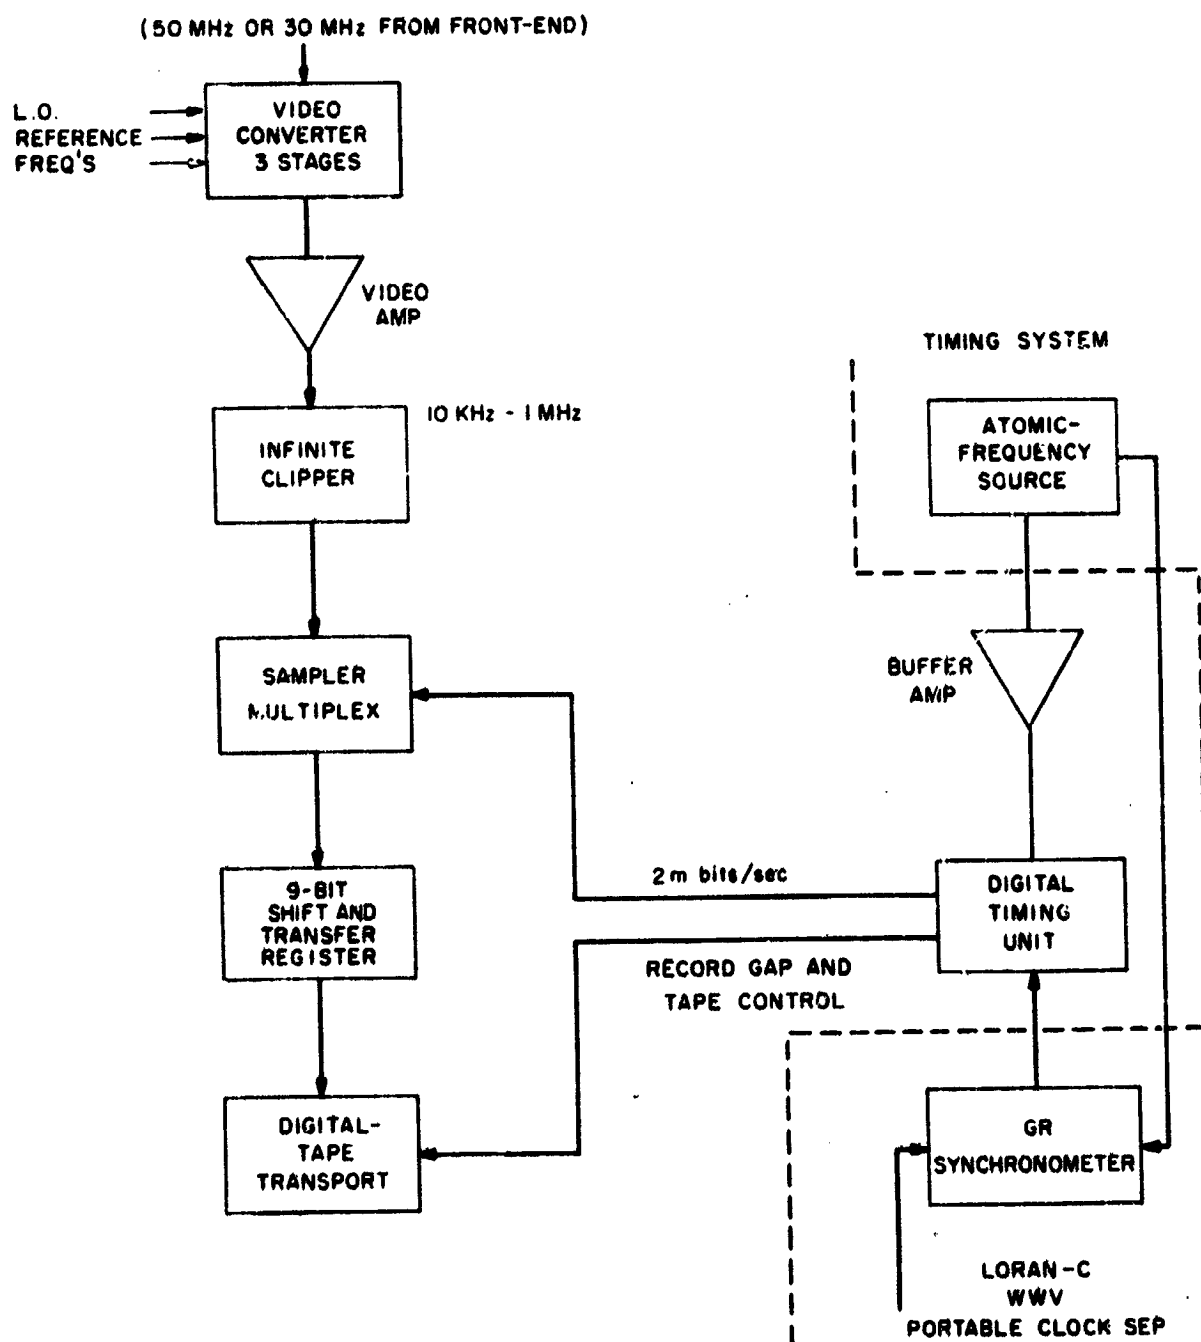 (50 MHz OR 30 MHz FROM FRONT-END)
L.O.
REFERENCE
FREQ'S
VIDEO
CONVERTER
3 STAGES
VIDEO
AMP
10 KHz - 1 MHz
INFINITE
CLIPPER
TIMING SYSTEM
ATOMIC-
FREQUENCY
SOURCE
SAMPLER
MULTIPLEX
BUFFER
AMP
2 m bits/sec
9-BIT
SHIFT AND
TRANSFER
REGISTER
DIGITAL
TIMING
UNIT
RECORD GAP AND
TAPE CONTROL
DIGITAL-
TAPE
TRANSPORT
GR
SYNCHRONOMETER
LORAN-C
WWV
PORTABLE CLOCK SEP